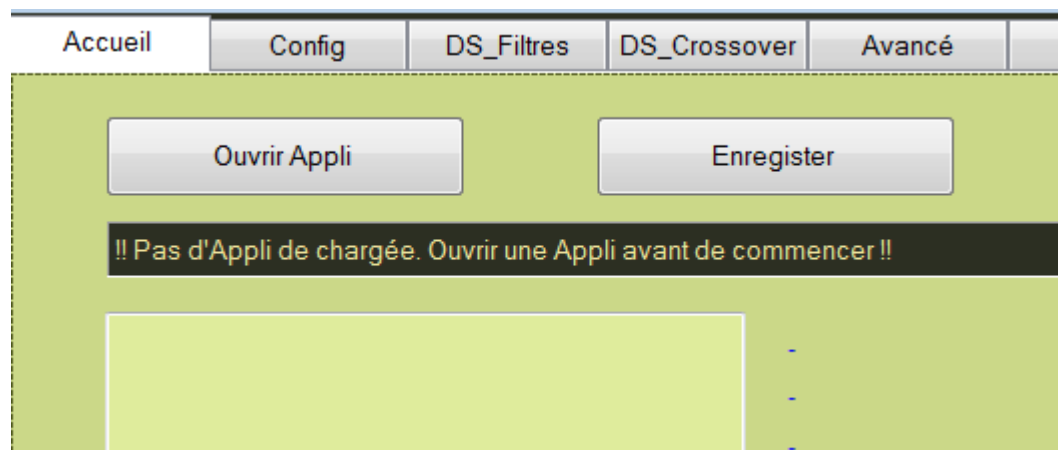 Accueil Config DS_Filtres DS_Crossover Avancé
Ouvrir Appli Enregister
!! Pas d'Appli de chargée. Ouvrir une Appli avant de commencer !!
-
-
-